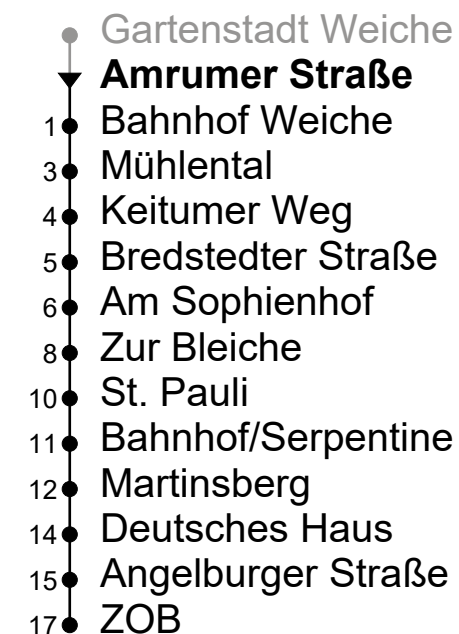 Gartenstadt Weiche
Amrumer Straße
1 Bahnhof Weiche
3 Mühlental
4 Keitumer Weg
5 Bredstedter Straße
6 Am Sophienhof
8 Zur Bleiche
10 St. Pauli
11 Bahnhof/Serpentine
12 Martinsberg
14 Deutsches Haus
15 Angelburger Straße
17 ZOB